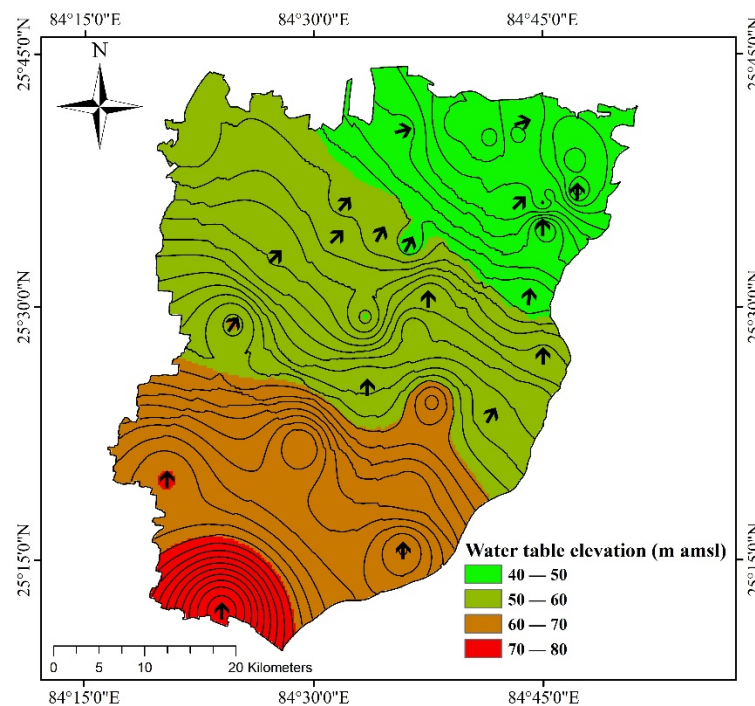 84°15'0"E 84°30'0"E 84°45'0"E
25°45'0"N 25°45'0"N
N
25°30'0"N 25°30'0"N
25°15'0"N 25°15'0"N
Water table elevation (m amsl)
40 — 50
50 — 60
60 — 70
70 — 80
0 5 10 20 Kilometers
84°15'0"E 84°30'0"E 84°45'0"E